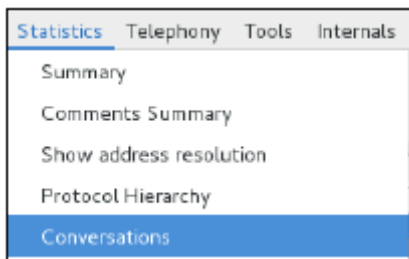 Statistics Telephony Tools Internals
Summary
Comments Summary
Show address resolution
Protocol Hierarchy
Conversations